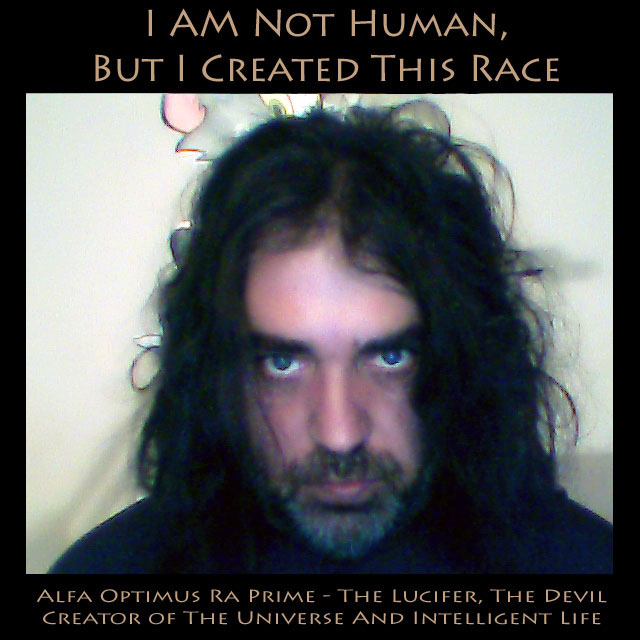 I AM Not Human,
But I Created This Race
Alfa Optimus Ra Prime - The Lucifer, The Devil
Creator of The Universe And Intelligent Life